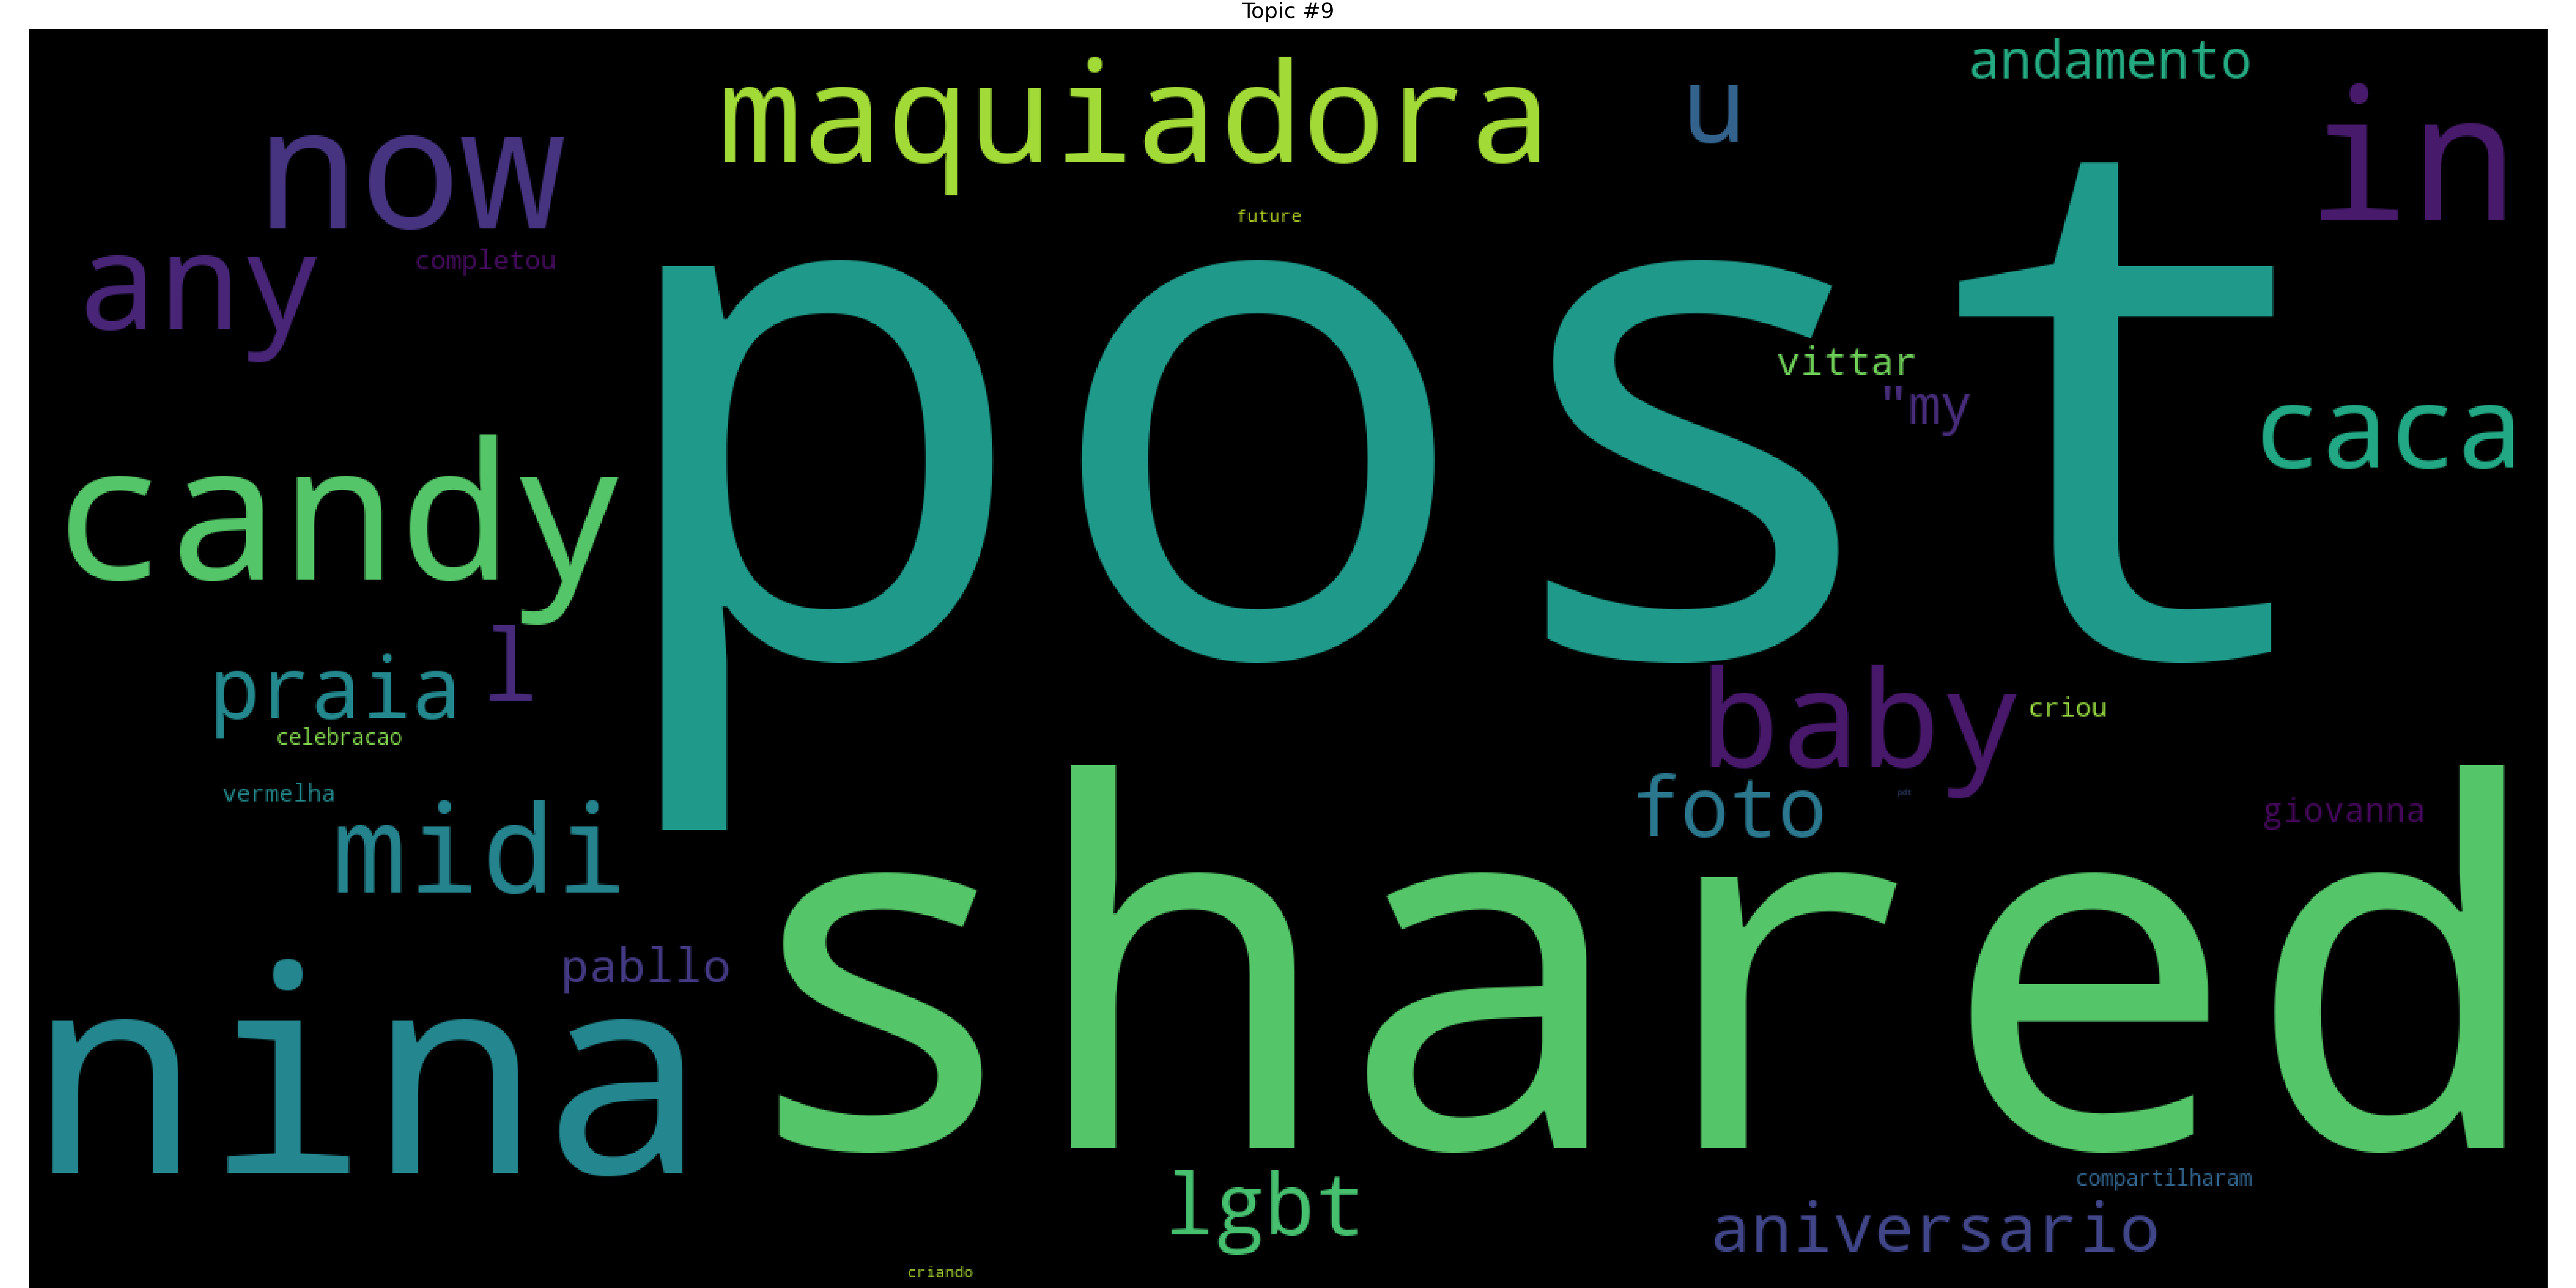 Topic #9
andamento
maquiadora
u
in
now
future
any
completou
post
vittar
"my
caca
candy
praia
l
baby
criou
celebracao
vermelha
midi
foto
pdt
giovanna
shared
pabllo
nina
lgbt
compartilharam
aniversario
criando